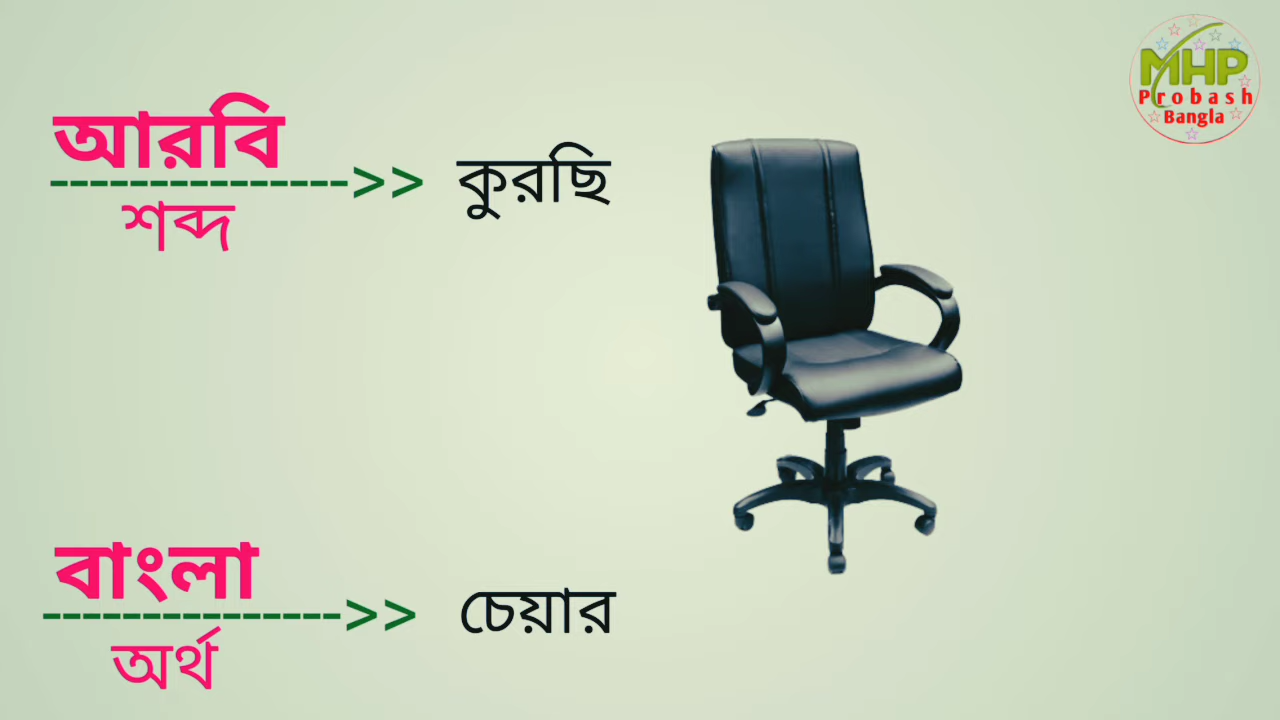 আরবি
---------------->> কুরছি
শব্দ
MHP
Probash
Bangla
বাংলা
---------------->> চেয়ার
অর্থ